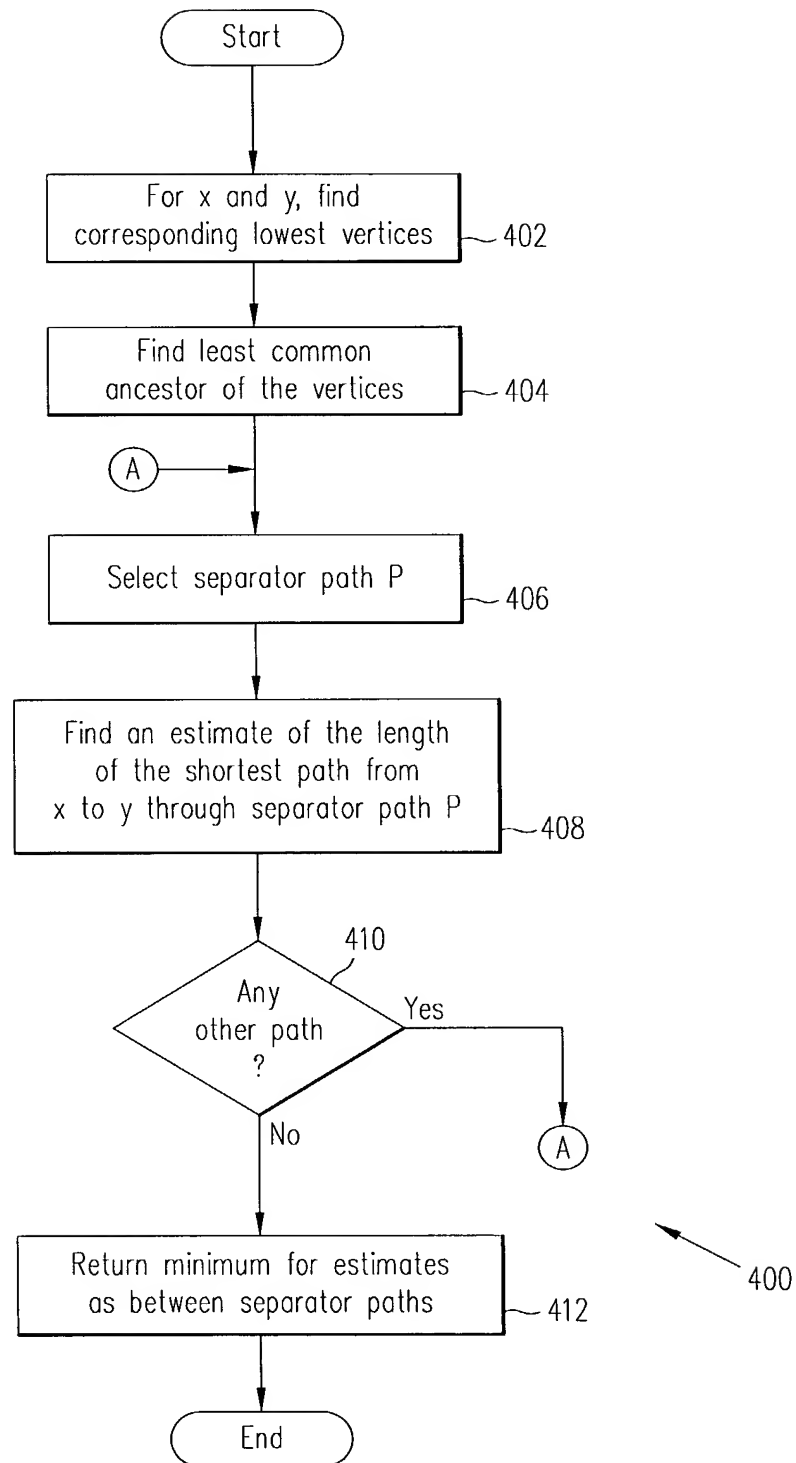 Start
For x and y, find
corresponding lowest vertices
402
Find least common
ancestor of the vertices
404
A
Select separator path P
406
Find an estimate of the length
of the shortest path from
x to y through separator path P
408
410
Any
other path
?
Yes
A
No
Return minimum for estimates
as between separator paths
412
400
End